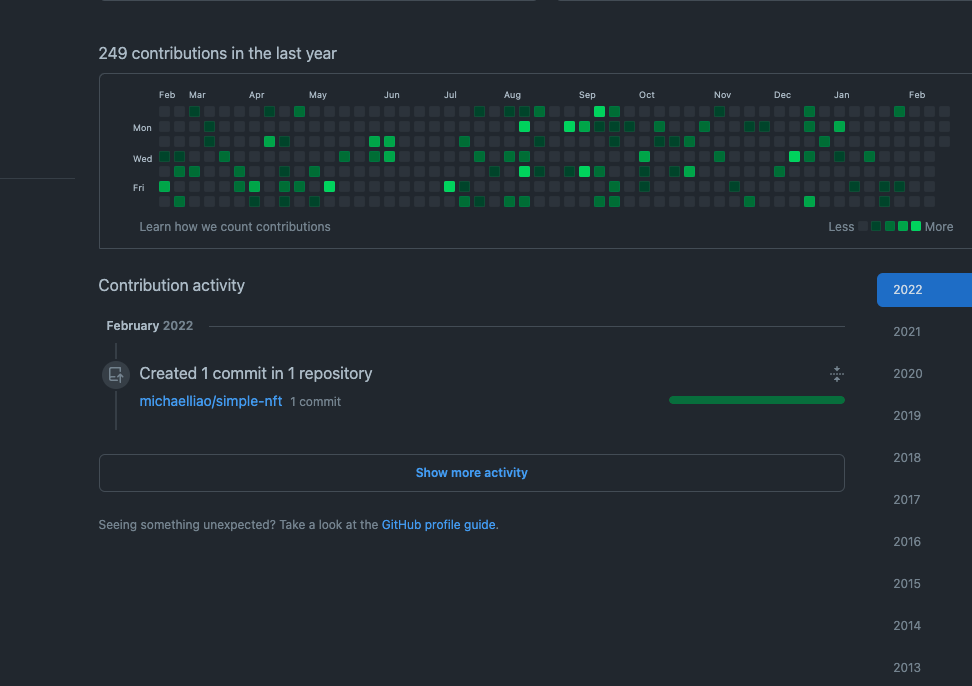 249 contributions in the last year
Feb Mar Apr May Jun Jul Aug Sep Oct Nov Dec Jan Feb
Mon
Wed
Fri
Learn how we count contributions
Less More
Contribution activity
2022
February 2022
2021
Created 1 commit in 1 repository
2020
michaelliao/simple-nft 1 commit
2019
2018
Show more activity
2017
Seeing something unexpected? Take a look at the GitHub profile guide.
2016
2015
2014
2013